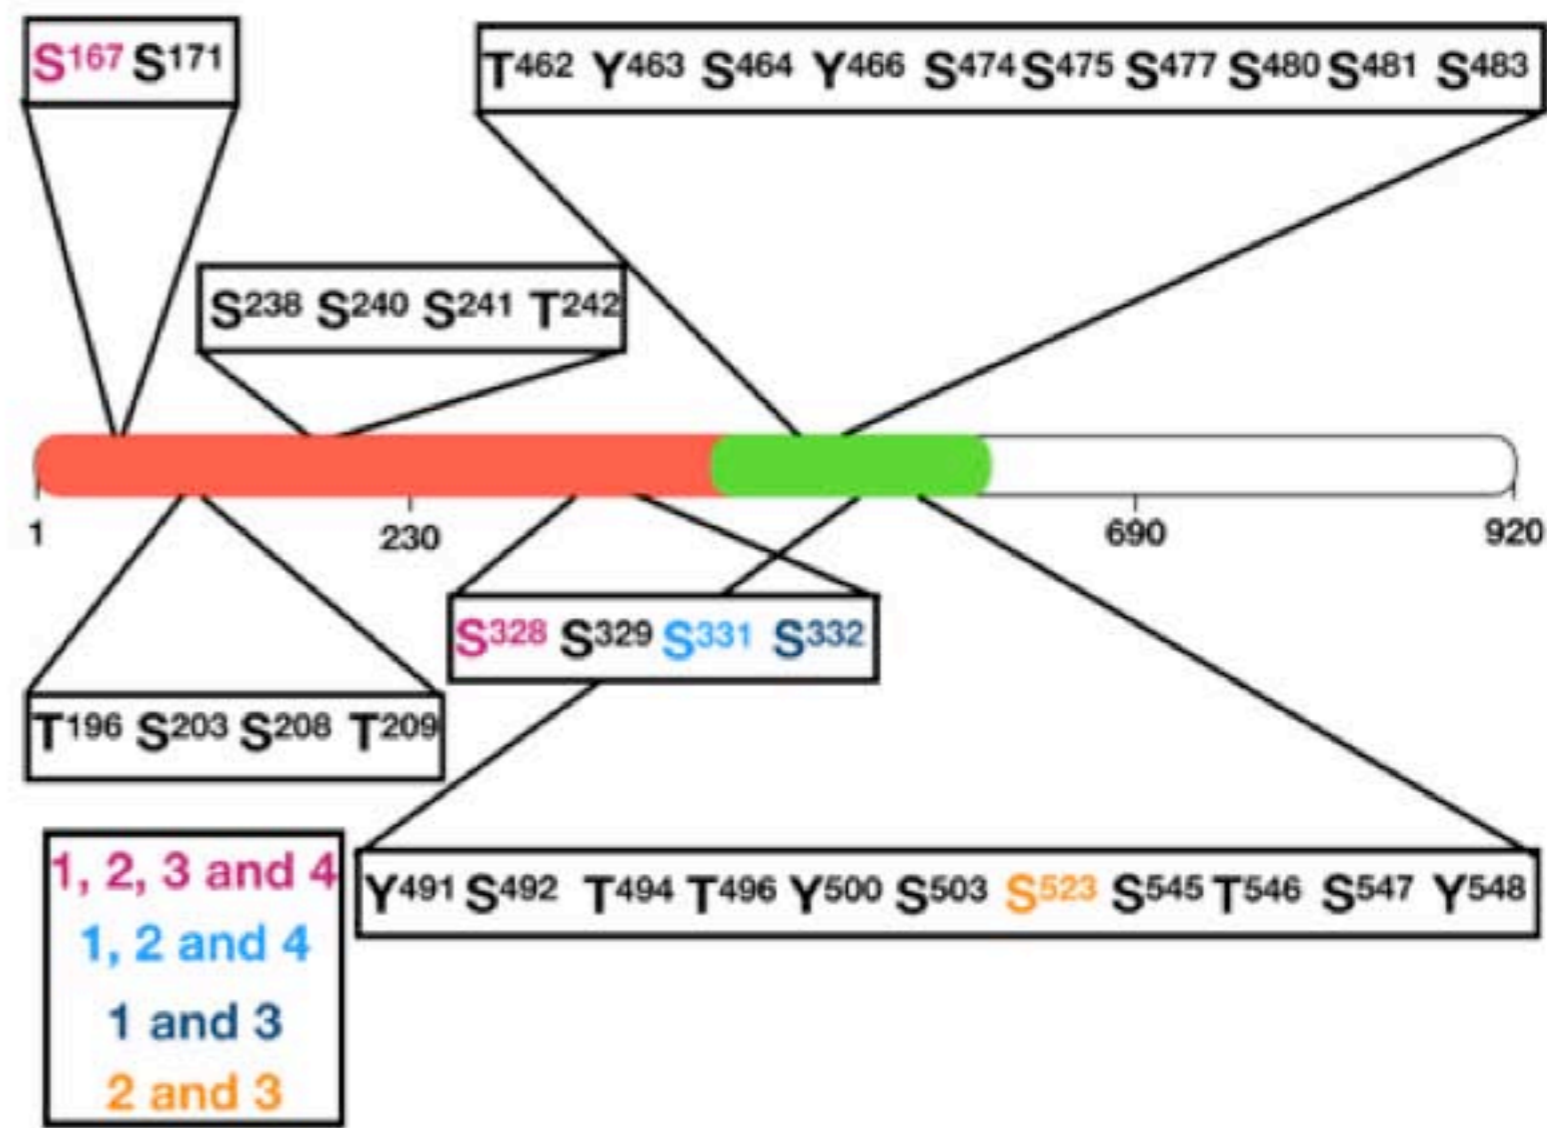 S167 S171
T462 Y463 S464 Y466 S474 S475 S477 S480 S481 S483
S238 S240 S241 T242
1 230 690 920
S328 S329 S331 S332
T196 S203 S208 T209
1, 2, 3 and 4
1, 2 and 4
1 and 3
2 and 3
Y491 S492 T494 T496 Y500 S503 S523 S545 T546 S547 Y548